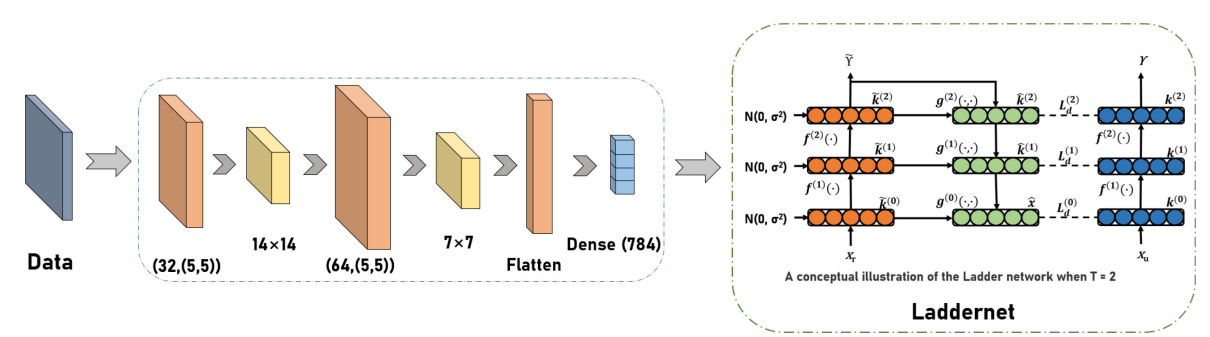 Data
(32,(5,5))
14×14
(64,(5,5))
7×7
Flatten
Dense (784)
Ỹ
Y
N(0, σ²)
k̃⁽²⁾
g⁽²⁾(·,·)
k̂⁽²⁾
L_d⁽²⁾
k⁽²⁾
f⁽²⁾(·)
f⁽²⁾(·)
N(0, σ²)
k̃⁽¹⁾
g⁽¹⁾(·,·)
k̂⁽¹⁾
L_d⁽¹⁾
k⁽¹⁾
f⁽¹⁾(·)
f⁽¹⁾(·)
N(0, σ²)
k̃⁽⁰⁾
g⁽⁰⁾(·,·)
x̂
L_d⁽⁰⁾
k⁽⁰⁾
X_r
X_u
A conceptual illustration of the Ladder network when T = 2
Laddernet